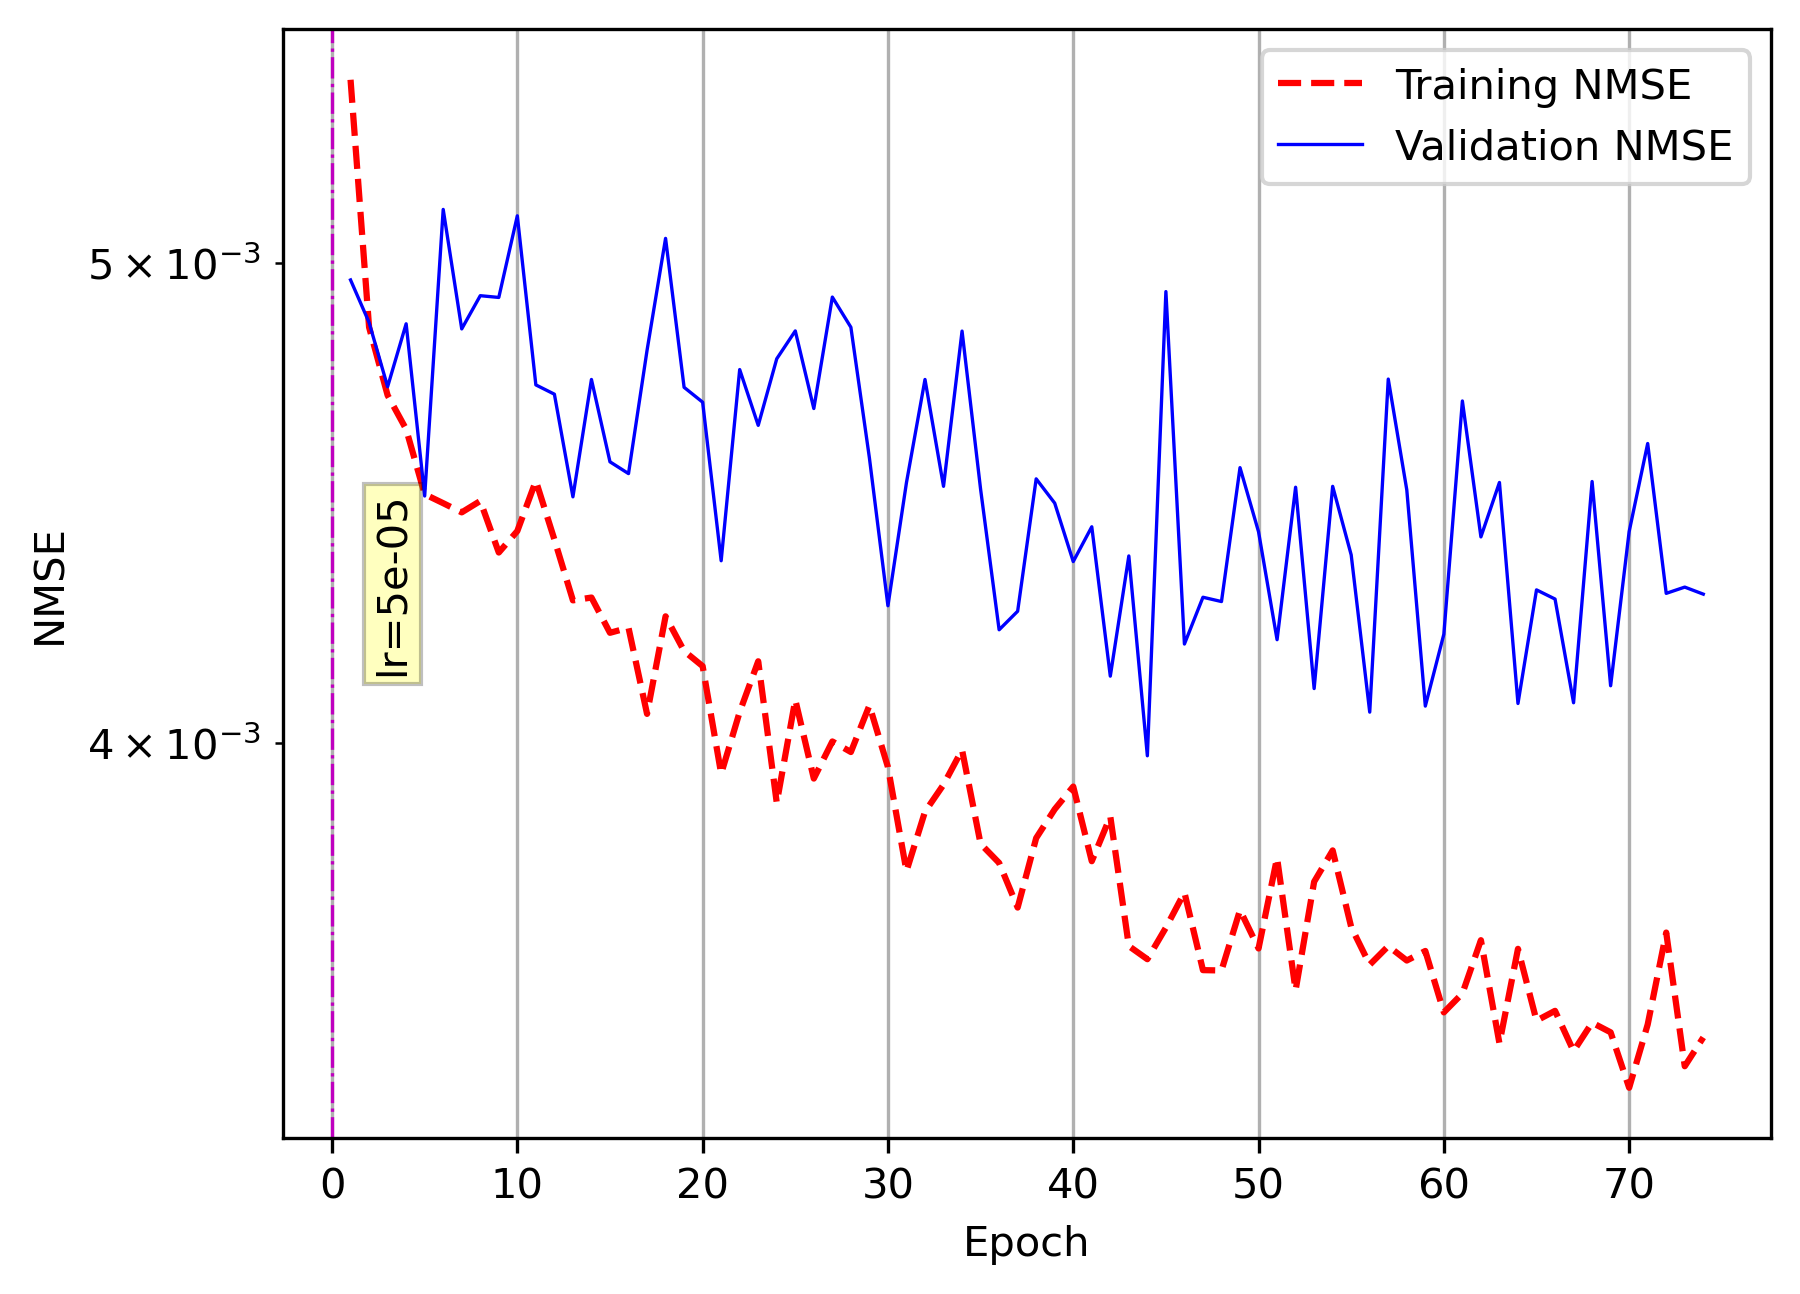 Training NMSE
Validation NMSE
5 × 10⁻³
4 × 10⁻³
NMSE
lr=5e-05
0 10 20 30 40 50 60 70
Epoch